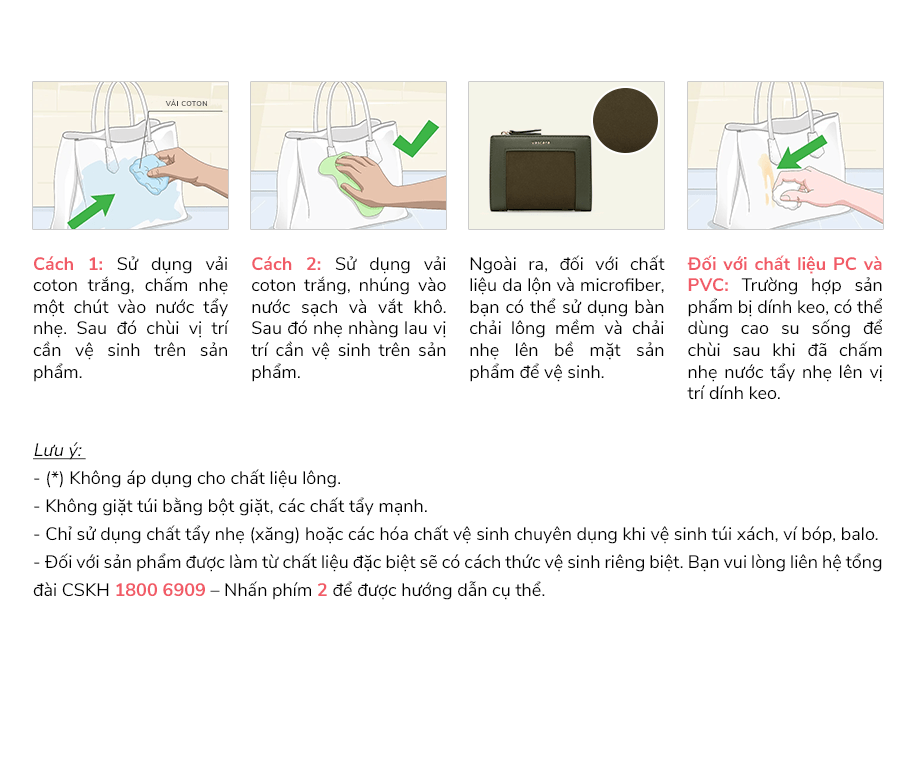 VẢI COTON
Cách 1: Sử dụng vải
coton trắng, chấm nhẹ
một chút vào nước tẩy
nhẹ. Sau đó chùi vị trí
cần vệ sinh trên sản
phẩm.
Cách 2: Sử dụng vải
coton trắng, nhúng vào
nước sạch và vắt khô.
Sau đó nhẹ nhàng lau vị
trí cần vệ sinh trên sản
phẩm.
Ngoài ra, đối với chất
liệu da lộn và microfiber,
bạn có thể sử dụng bàn
chải lông mềm và chải
nhẹ lên bề mặt sản
phẩm để vệ sinh.
Đối với chất liệu PC và
PVC: Trường hợp sản
phẩm bị dính keo, có thể
dùng cao su sống để
chùi sau khi đã chấm
nhẹ nước tẩy nhẹ lên vị
trí dính keo.
Lưu ý:
- (*) Không áp dụng cho chất liệu lông.
- Không giặt túi bằng bột giặt, các chất tẩy mạnh.
- Chỉ sử dụng chất tẩy nhẹ (xăng) hoặc các hóa chất vệ sinh chuyên dụng khi vệ sinh túi xách, ví bóp, balo.
- Đối với sản phẩm được làm từ chất liệu đặc biệt sẽ có cách thức vệ sinh riêng biệt. Bạn vui lòng liên hệ tổng
đài CSKH 1800 6909 – Nhấn phím 2 để được hướng dẫn cụ thể.